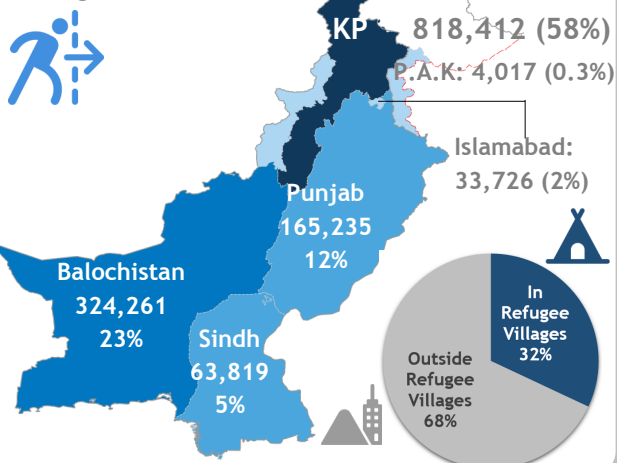 KP 818,412 (58%)
P.A.K: 4,017 (0.3%)
Islamabad:
33,726 (2%)
Punjab
165,235
12%
Balochistan
324,261
23%
Sindh
63,819
5%
In
Refugee
Villages
32%
Outside
Refugee
Villages
68%